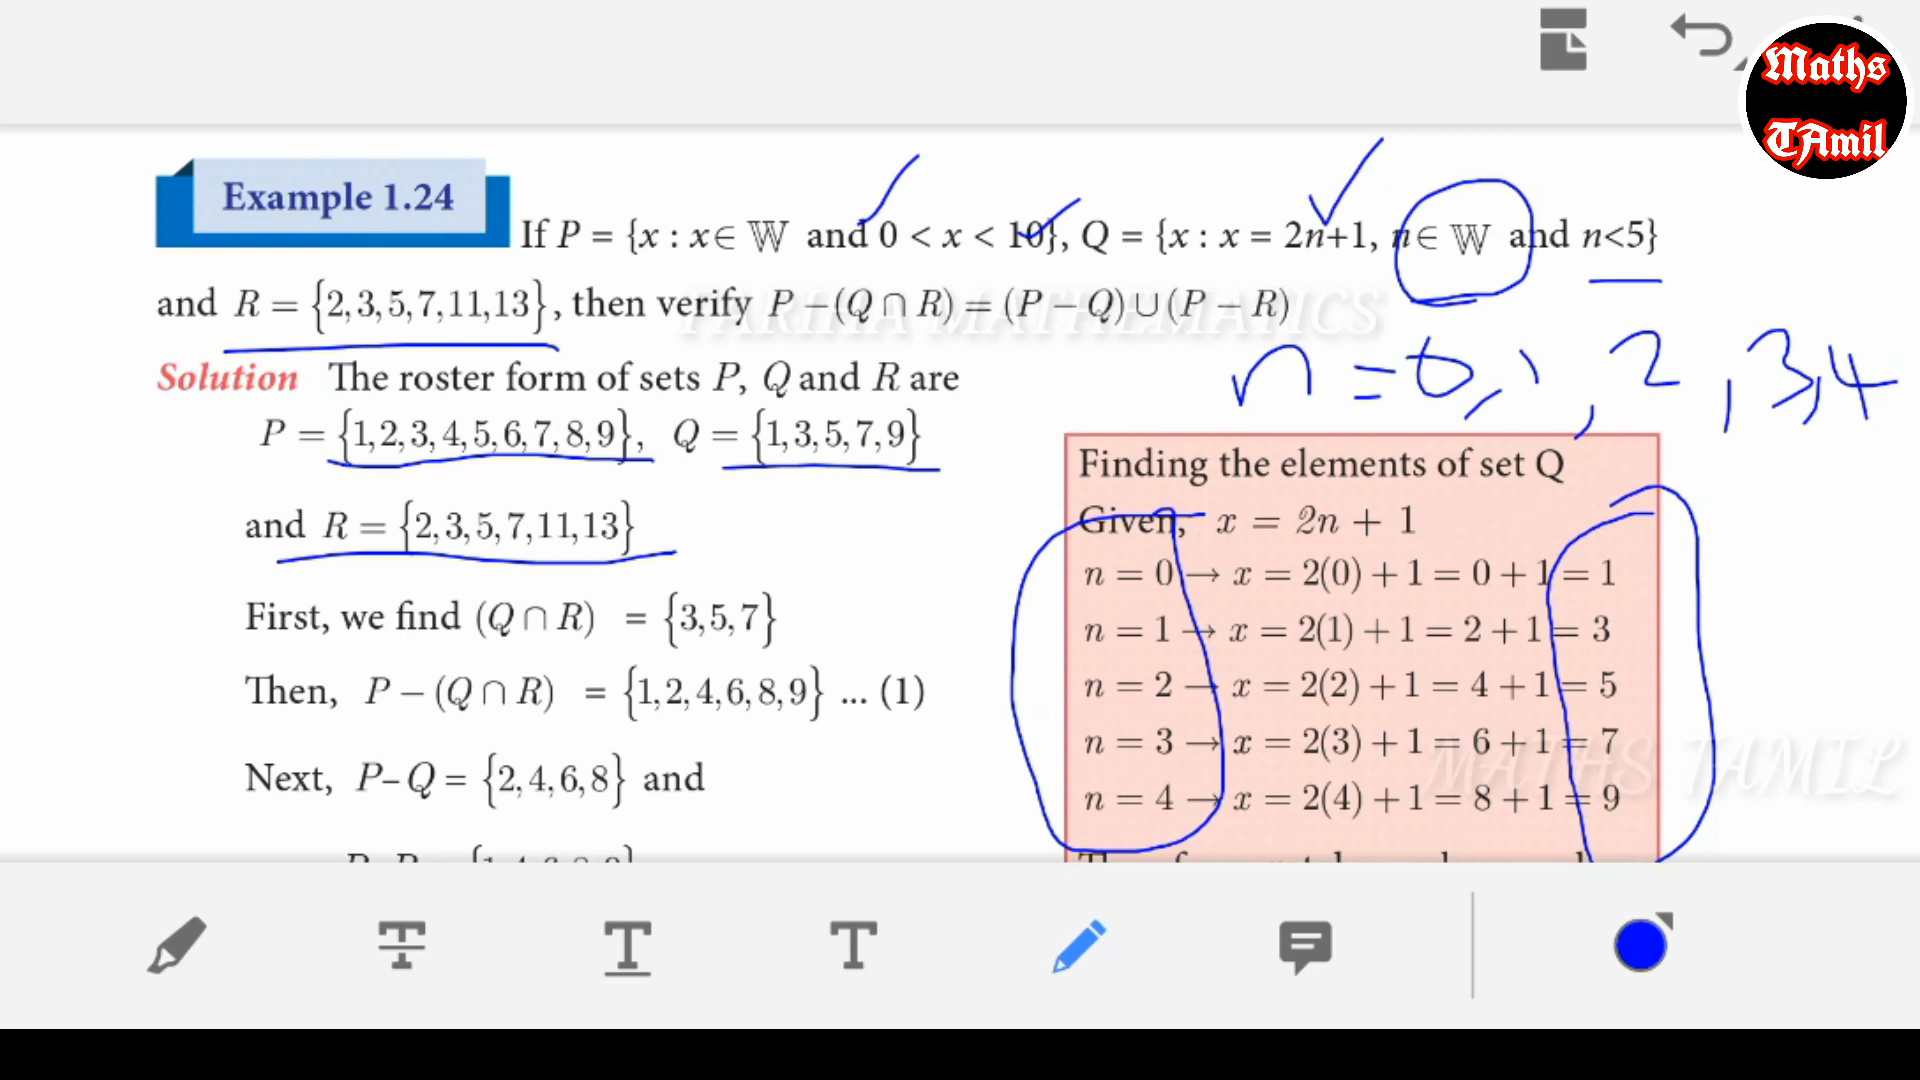 Maths
TAmil
Example 1.24
If P = {x : x∈ 𝕎 and 0 < x < 10}, Q = {x : x = 2n+1, n∈ 𝕎 and n<5}
and R = {2,3,5,7,11,13}, then verify P −(Q ∩ R) = (P − Q)∪(P − R)
FARINA MATHEMATICS
n = 0, 1, 2, 3, 4
Solution The roster form of sets P, Q and R are
P = {1,2,3,4,5,6,7,8,9}, Q = {1,3,5,7,9}
and R = {2,3,5,7,11,13}
First, we find (Q ∩ R) = {3,5,7}
Then, P − (Q ∩ R) = {1,2,4,6,8,9} ... (1)
Next, P–Q = {2,4,6,8} and
Finding the elements of set Q
Given, x = 2n + 1
n = 0 → x = 2(0) + 1 = 0 + 1 = 1
n = 1 → x = 2(1) + 1 = 2 + 1 = 3
n = 2 → x = 2(2) + 1 = 4 + 1 = 5
n = 3 → x = 2(3) + 1 = 6 + 1 = 7
n = 4 → x = 2(4) + 1 = 8 + 1 = 9
MATHS TAMIL